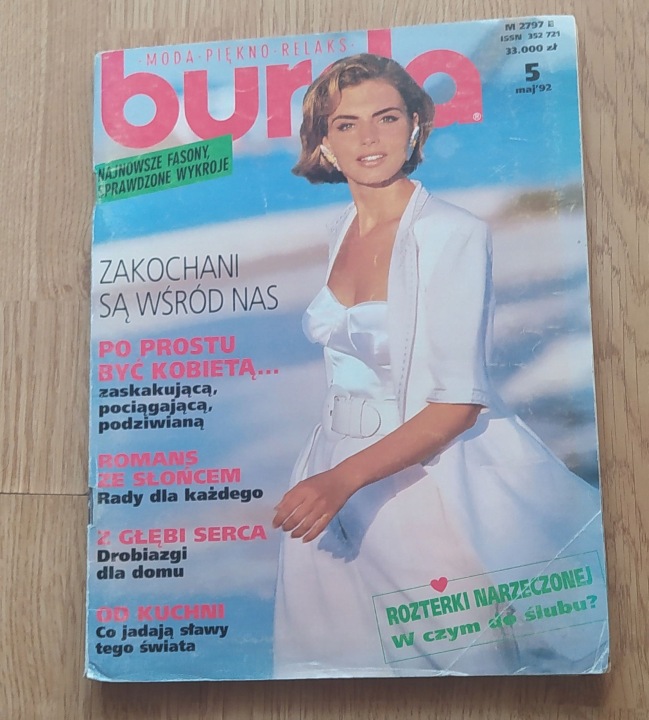 ·MODA·PIĘKNO·RELAKS·
burda®
M 2797 E
ISSN 352 721
33.000 zł
5
maj'92
NAJNOWSZE FASONY,
SPRAWDZONE WYKROJE
ZAKOCHANI
SĄ WŚRÓD NAS
PO PROSTU
BYĆ KOBIETĄ...
zaskakującą,
pociągającą,
podziwianą
ROMANS
ZE SŁOŃCEM
Rady dla każdego
Z GŁĘBI SERCA
Drobiazgi
dla domu
OD KUCHNI
Co jadają sławy
tego świata
ROZTERKI NARZECZONEJ
W czym do ślubu?